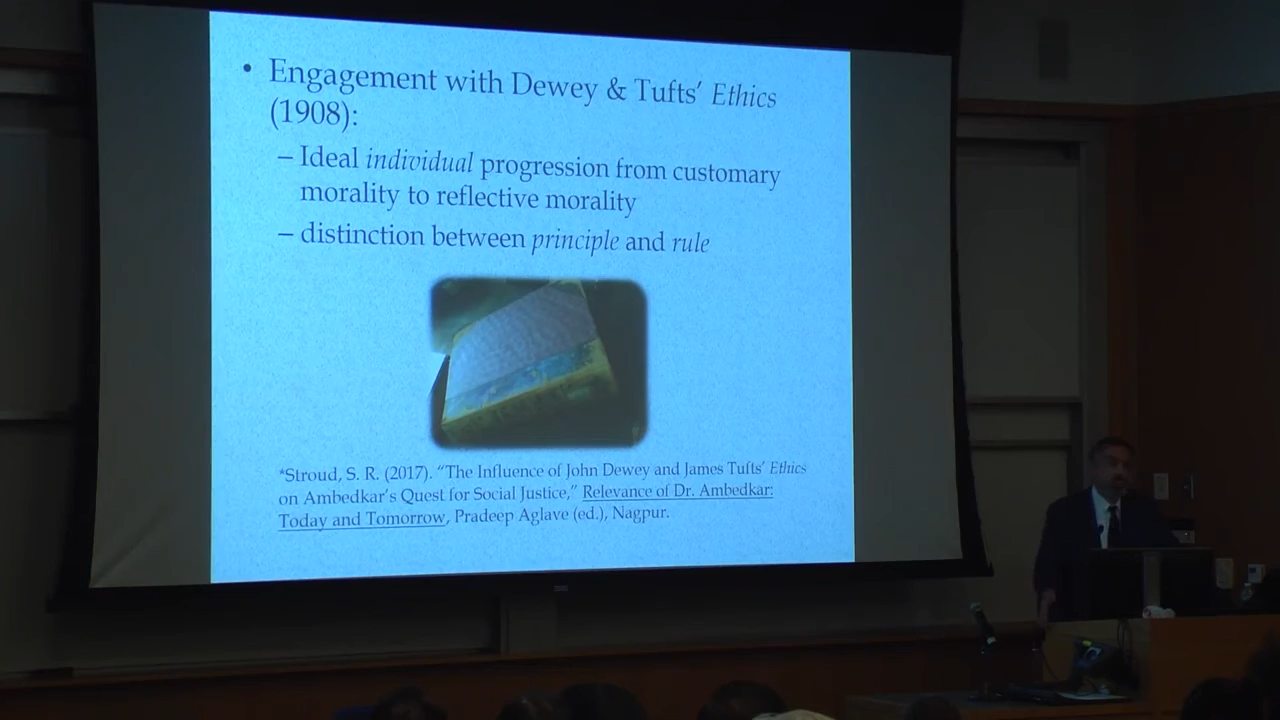 • Engagement with Dewey & Tufts' Ethics
(1908):
– Ideal individual progression from customary
morality to reflective morality
– distinction between principle and rule
*Stroud, S. R. (2017). “The Influence of John Dewey and James Tufts’ Ethics
on Ambedkar’s Quest for Social Justice,” Relevance of Dr. Ambedkar:
Today and Tomorrow, Pradeep Aglave (ed.), Nagpur.